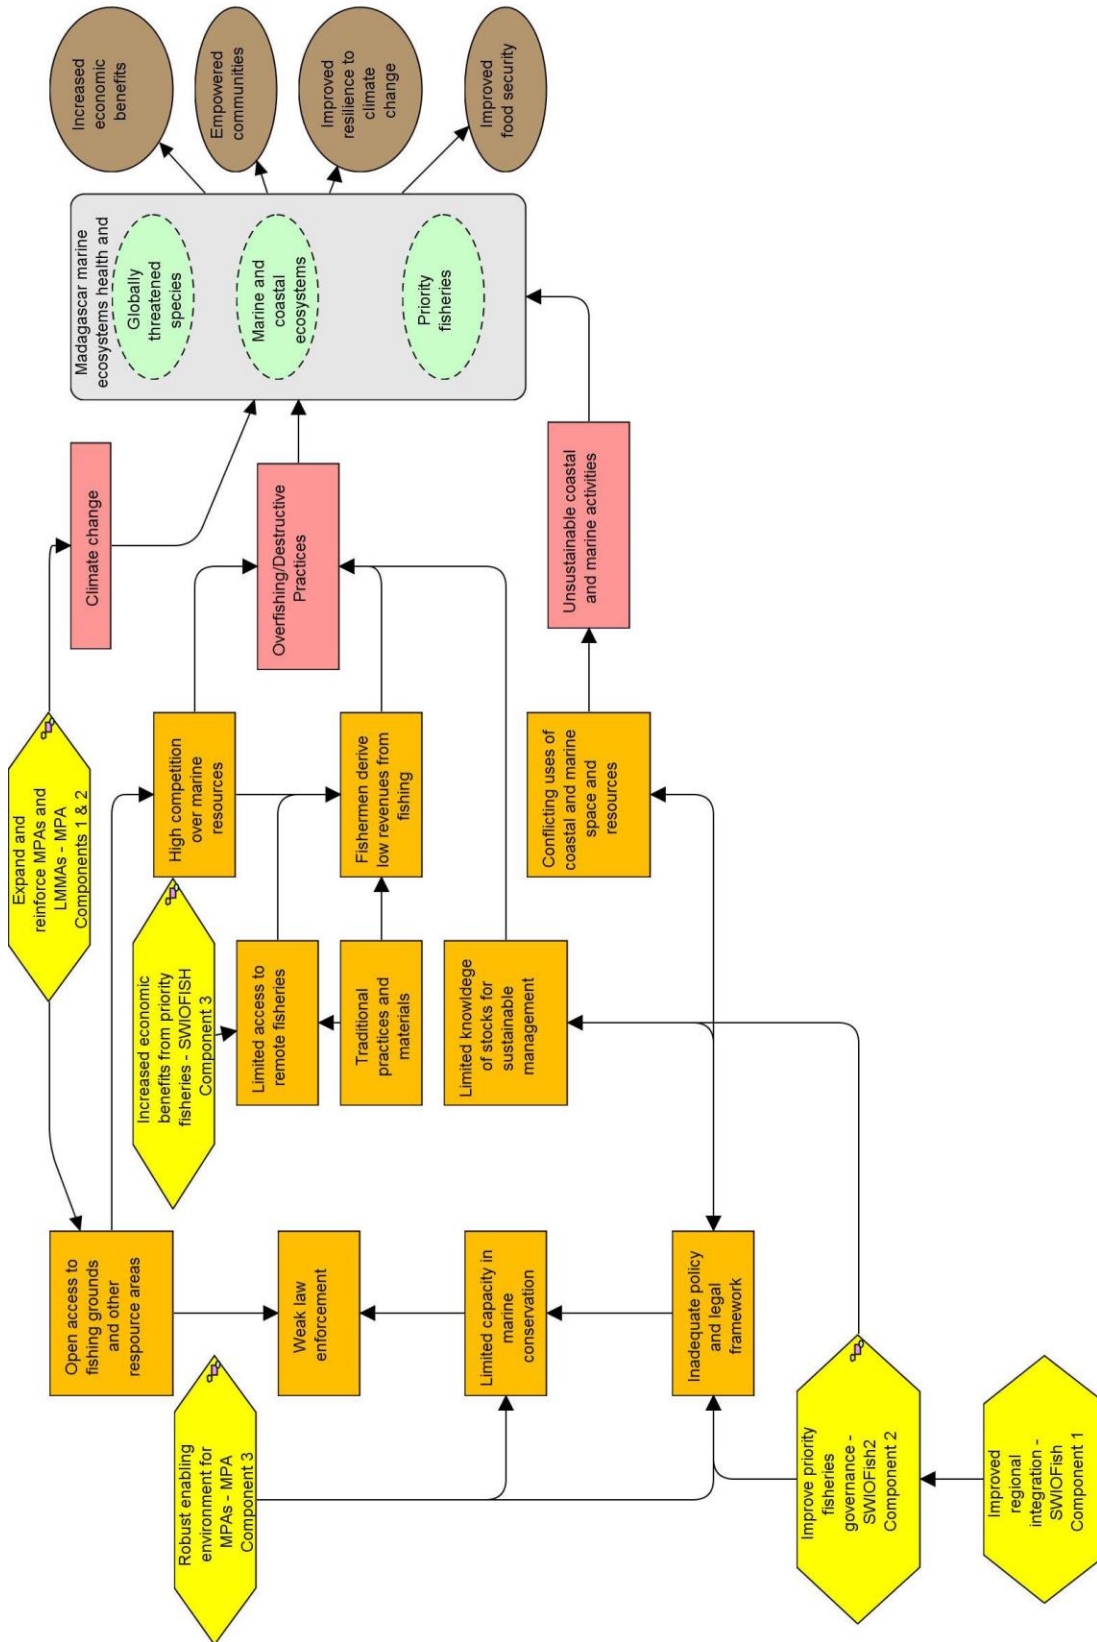 Expand and
reinforce MPAs and
LMMAs - MPA
Components 1 & 2
Climate change
Madagascar marine
ecosystems health and
Globally
threatened
species
Marine and
coastal
ecosystems
Priority
fisheries
Increased
economic
benefits
Empowered
communities
Improved
resilience to
climate
change
Improved
food security
Open access to
fishing grounds
and other
respource areas
Increased economic
benefits from priority
fisheries - SWIOFISH
Component 3
High competition
over marine
resources
Overfishing/Destructive
Practices
Robust enabling
environment for
MPAs - MPA
Component 3
Weak law
enforcement
Limited access to
remote fisheries
Traditional
practices and
materials
Fishermen derive
low revenues from
fishing
Limited capacity in
marine
conservation
Limited knowldege
of stocks for
sustainable
management
Conflicting uses of
coastal and marine
space and
resources
Unsustainable coastal
and marine activities
Inadequate policy
and legal
framework
Improve priority
fisheries
governance -
SWIOFish2
Component 2
Improved
regional
integration -
SWIOFish
Component 1